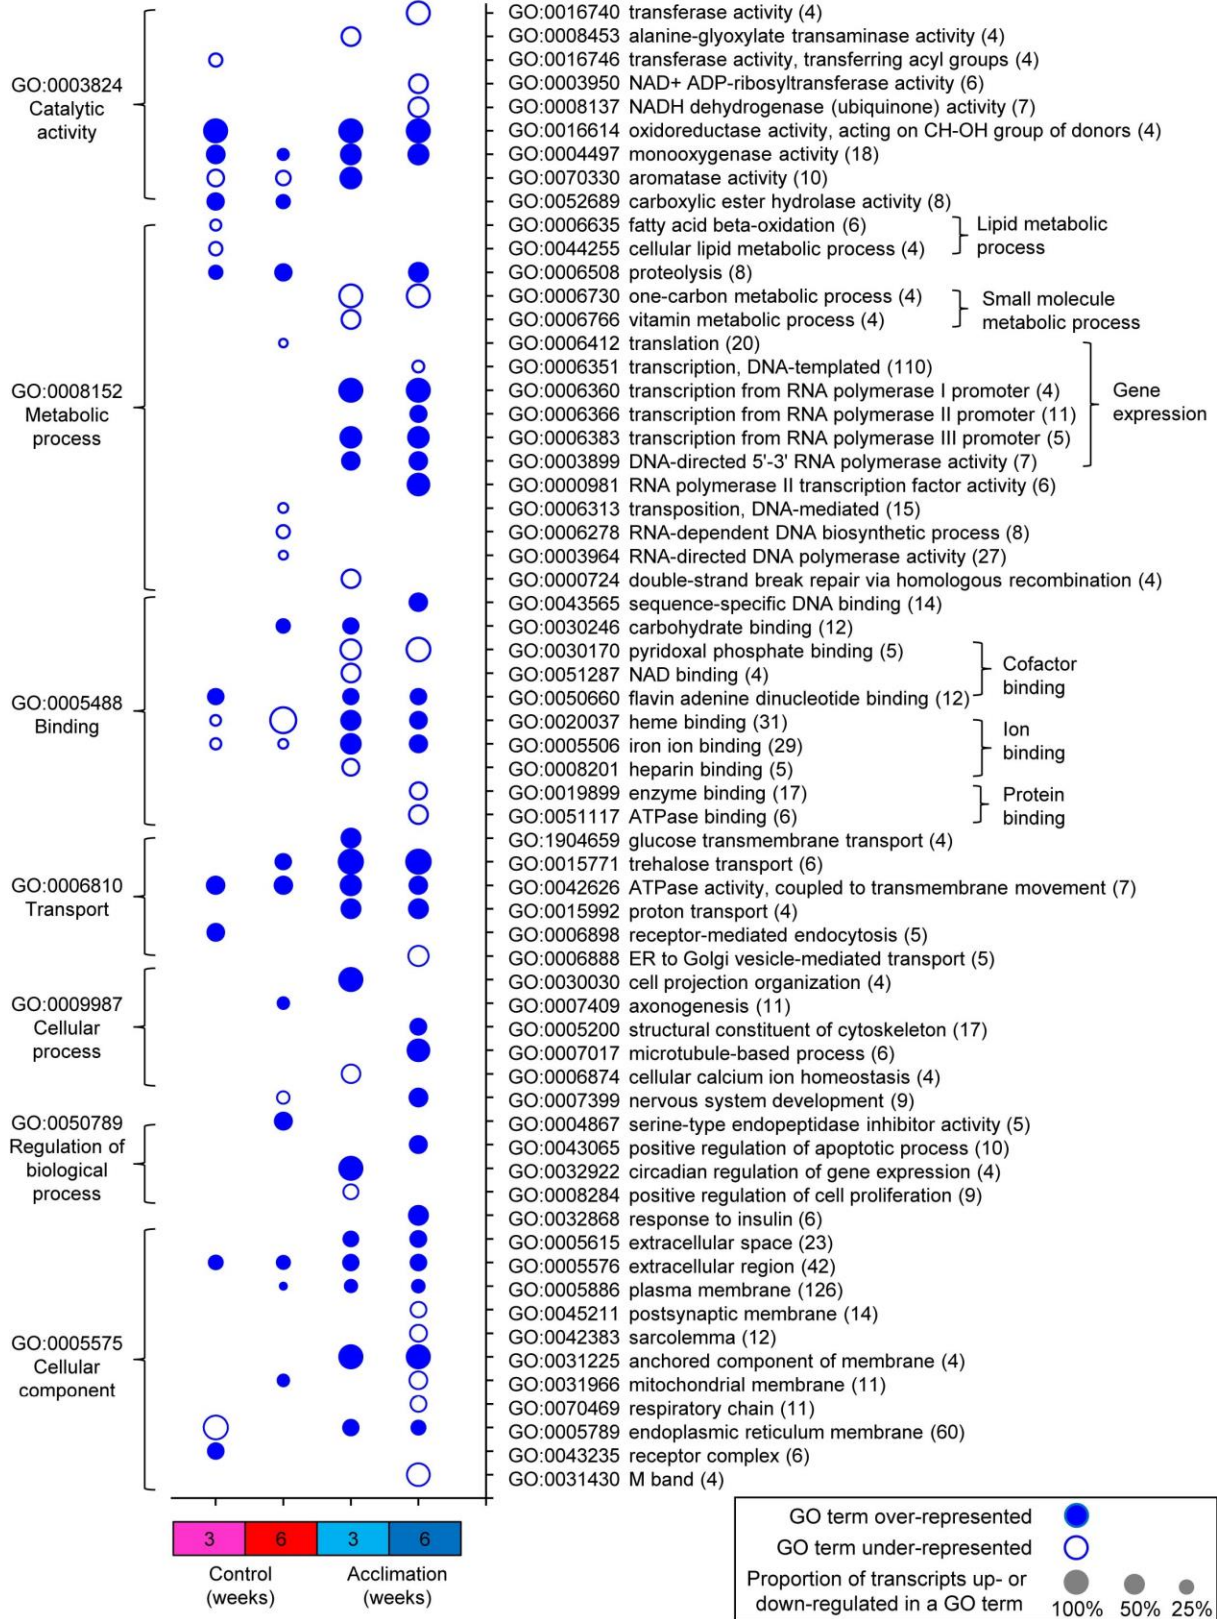 GO:0003824
Catalytic
activity
GO:0008152
Metabolic
process
GO:0005488
Binding
GO:0006810
Transport
GO:0009987
Cellular
process
GO:0050789
Regulation of
biological
process
GO:0005575
Cellular
component
GO:0016740 transferase activity (4)
GO:0008453 alanine-glyoxylate transaminase activity (4)
GO:0016746 transferase activity, transferring acyl groups (4)
GO:0003950 NAD+ ADP-ribosyltransferase activity (6)
GO:0008137 NADH dehydrogenase (ubiquinone) activity (7)
GO:0016614 oxidoreductase activity, acting on CH-OH group of donors (4)
GO:0004497 monooxygenase activity (18)
GO:0070330 aromatase activity (10)
GO:0052689 carboxylic ester hydrolase activity (8)
GO:0006635 fatty acid beta-oxidation (6)
GO:0044255 cellular lipid metabolic process (4)
GO:0006508 proteolysis (8)
GO:0006730 one-carbon metabolic process (4)
GO:0006766 vitamin metabolic process (4)
GO:0006412 translation (20)
GO:0006351 transcription, DNA-templated (110)
GO:0006360 transcription from RNA polymerase I promoter (4)
GO:0006366 transcription from RNA polymerase II promoter (11)
GO:0006383 transcription from RNA polymerase III promoter (5)
GO:0003899 DNA-directed 5'-3' RNA polymerase activity (7)
GO:0000981 RNA polymerase II transcription factor activity (6)
GO:0006313 transposition, DNA-mediated (15)
GO:0006278 RNA-dependent DNA biosynthetic process (8)
GO:0003964 RNA-directed DNA polymerase activity (27)
GO:0000724 double-strand break repair via homologous recombination (4)
GO:0043565 sequence-specific DNA binding (14)
GO:0030246 carbohydrate binding (12)
GO:0030170 pyridoxal phosphate binding (5)
GO:0051287 NAD binding (4)
GO:0050660 flavin adenine dinucleotide binding (12)
GO:0020037 heme binding (31)
GO:0005506 iron ion binding (29)
GO:0008201 heparin binding (5)
GO:0019899 enzyme binding (17)
GO:0051117 ATPase binding (6)
GO:1904659 glucose transmembrane transport (4)
GO:0015771 trehalose transport (6)
GO:0042626 ATPase activity, coupled to transmembrane movement (7)
GO:0015992 proton transport (4)
GO:0006898 receptor-mediated endocytosis (5)
GO:0006888 ER to Golgi vesicle-mediated transport (5)
GO:0030030 cell projection organization (4)
GO:0007409 axonogenesis (11)
GO:0005200 structural constituent of cytoskeleton (17)
GO:0007017 microtubule-based process (6)
GO:0006874 cellular calcium ion homeostasis (4)
GO:0007399 nervous system development (9)
GO:0004867 serine-type endopeptidase inhibitor activity (5)
GO:0043065 positive regulation of apoptotic process (10)
GO:0032922 circadian regulation of gene expression (4)
GO:0008284 positive regulation of cell proliferation (9)
GO:0032868 response to insulin (6)
GO:0005615 extracellular space (23)
GO:0005576 extracellular region (42)
GO:0005886 plasma membrane (126)
GO:0045211 postsynaptic membrane (14)
GO:0042383 sarcolemma (12)
GO:0031225 anchored component of membrane (4)
GO:0031966 mitochondrial membrane (11)
GO:0070469 respiratory chain (11)
GO:0005789 endoplasmic reticulum membrane (60)
GO:0043235 receptor complex (6)
GO:0031430 M band (4)
Lipid metabolic
process
Small molecule
metabolic process
Gene
expression
Cofactor
binding
Ion
binding
Protein
binding
3 6 3 6
Control
(weeks)
Acclimation
(weeks)
GO term over-represented
GO term under-represented
Proportion of transcripts up- or
down-regulated in a GO term
100% 50% 25%